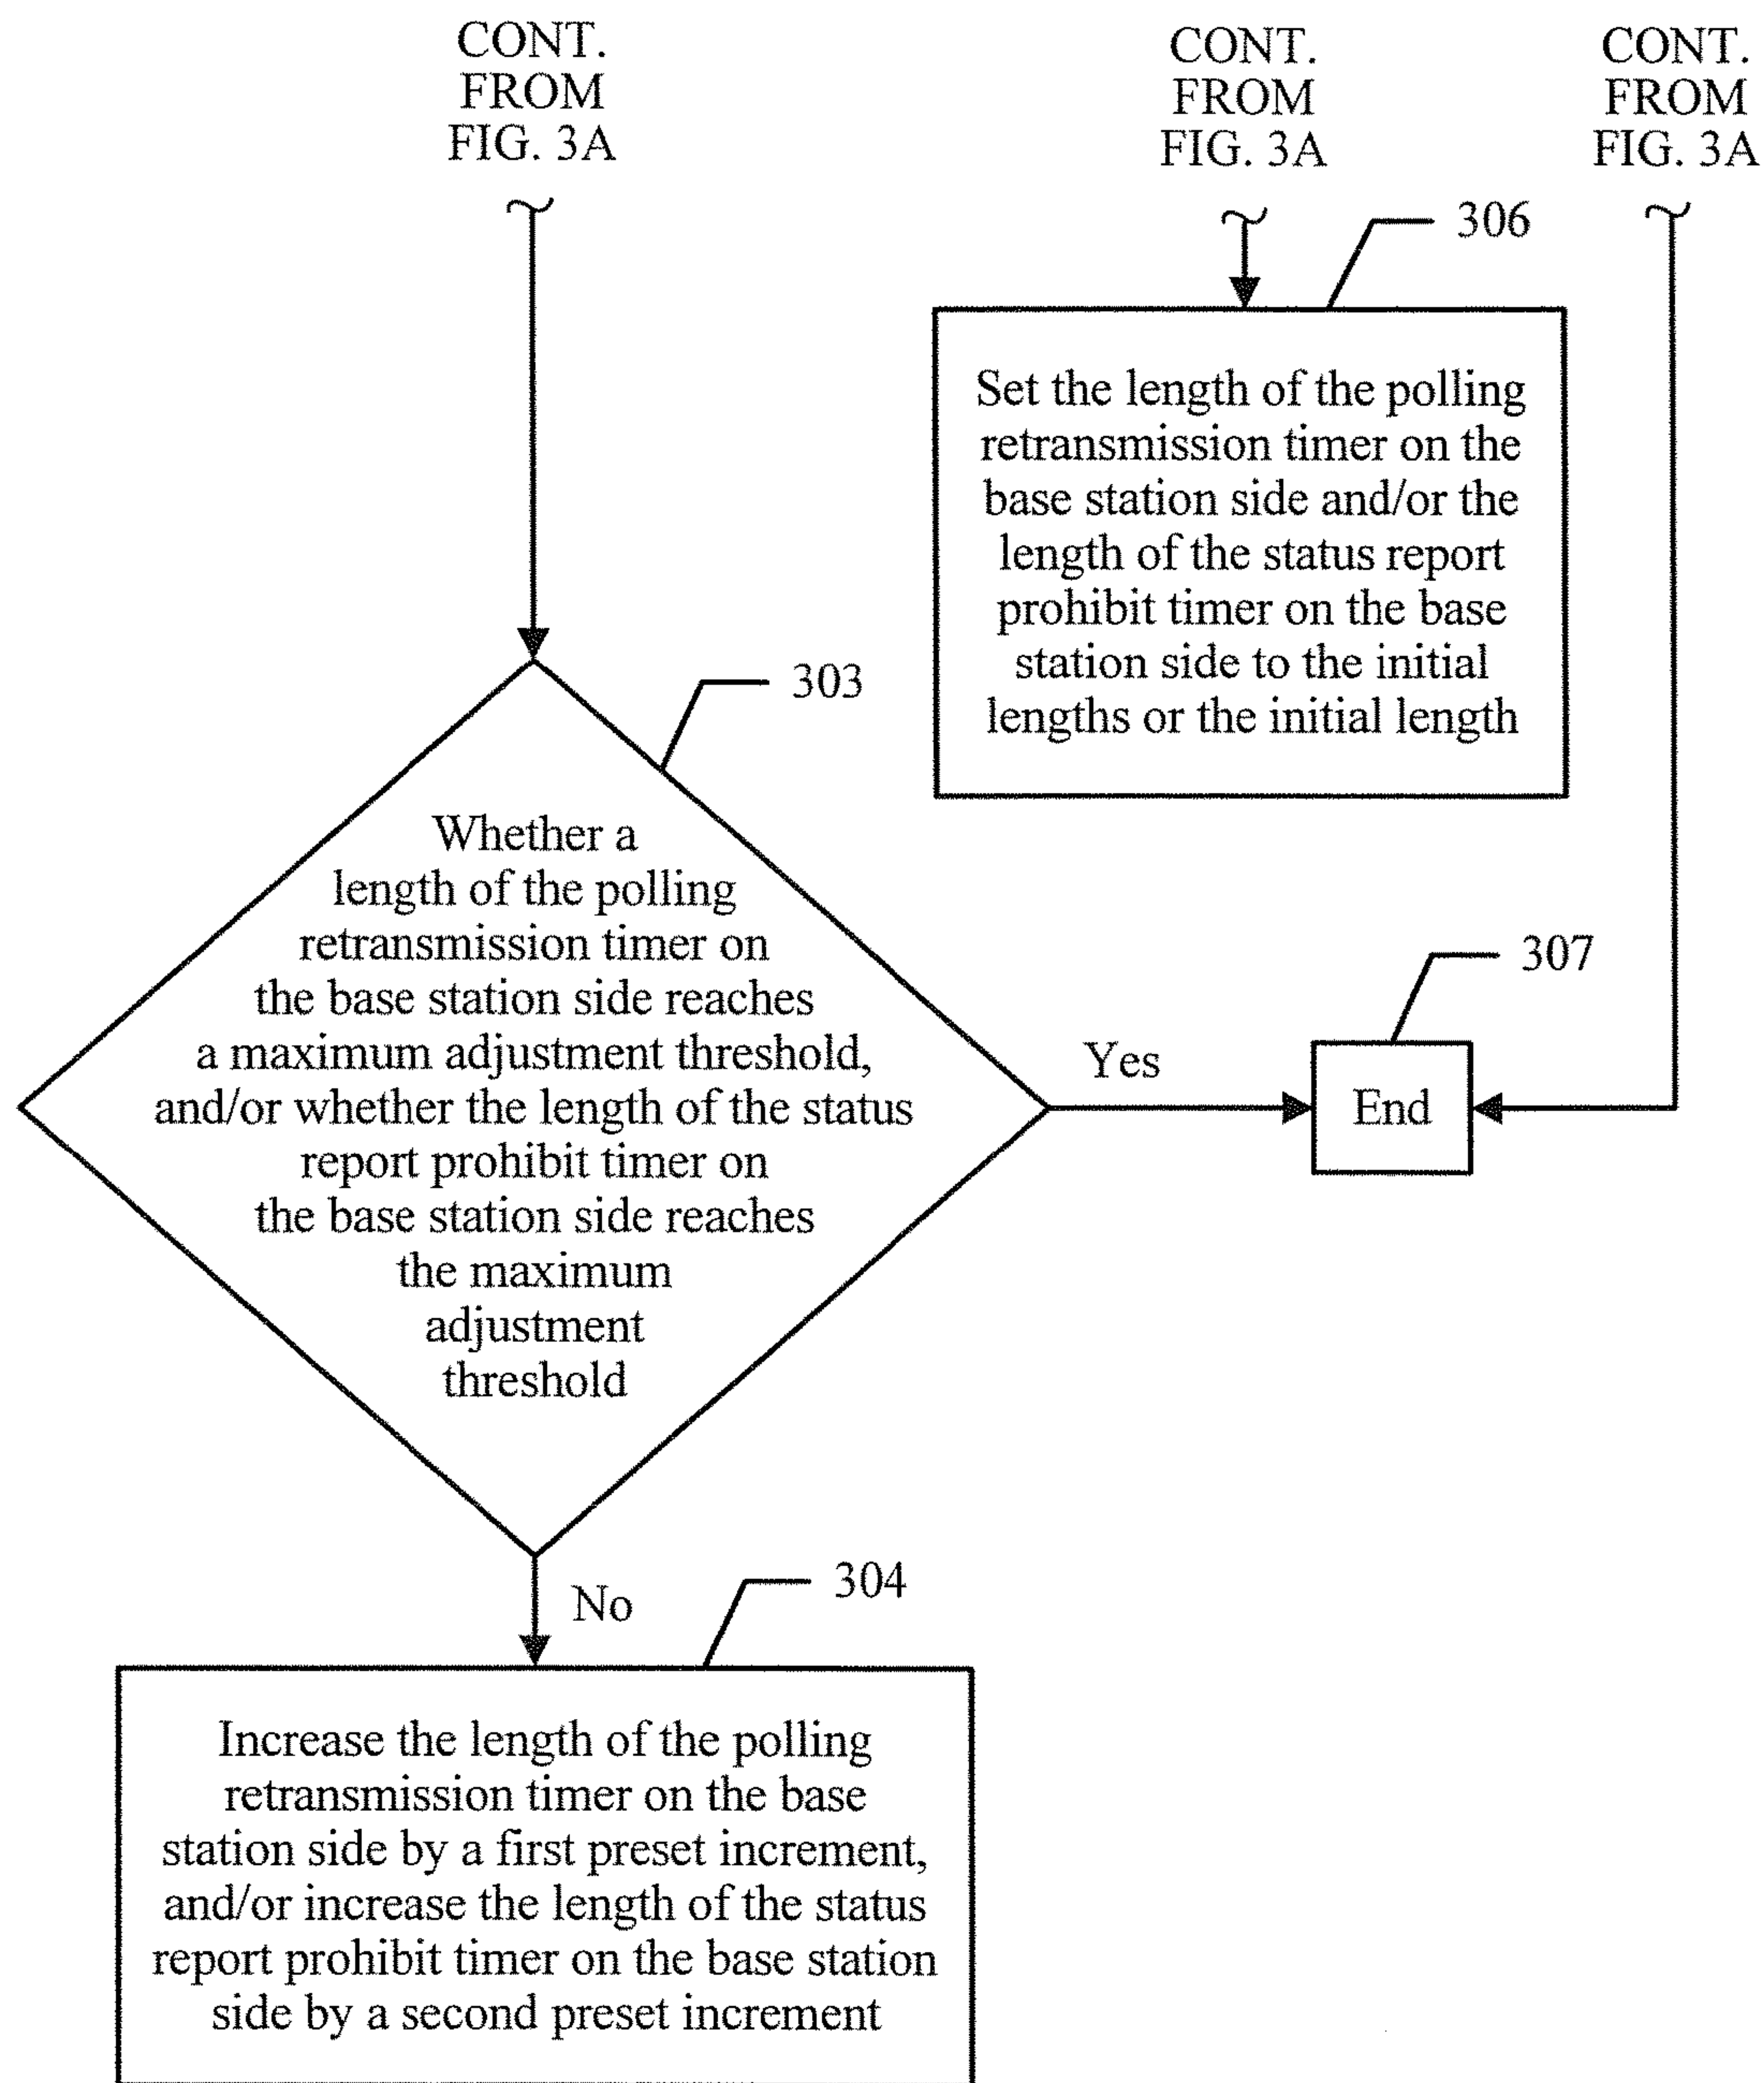 CONT.
FROM
FIG. 3A
CONT.
FROM
FIG. 3A
CONT.
FROM
FIG. 3A
306
Set the length of the polling
retransmission timer on the
base station side and/or the
length of the status report
prohibit timer on the base
station side to the initial
lengths or the initial length
303
Whether a
length of the polling
retransmission timer on
the base station side reaches
a maximum adjustment threshold,
and/or whether the length of the status
report prohibit timer on
the base station side reaches
the maximum
adjustment
threshold
Yes
307
End
No
304
Increase the length of the polling
retransmission timer on the base
station side by a first preset increment,
and/or increase the length of the status
report prohibit timer on the base station
side by a second preset increment